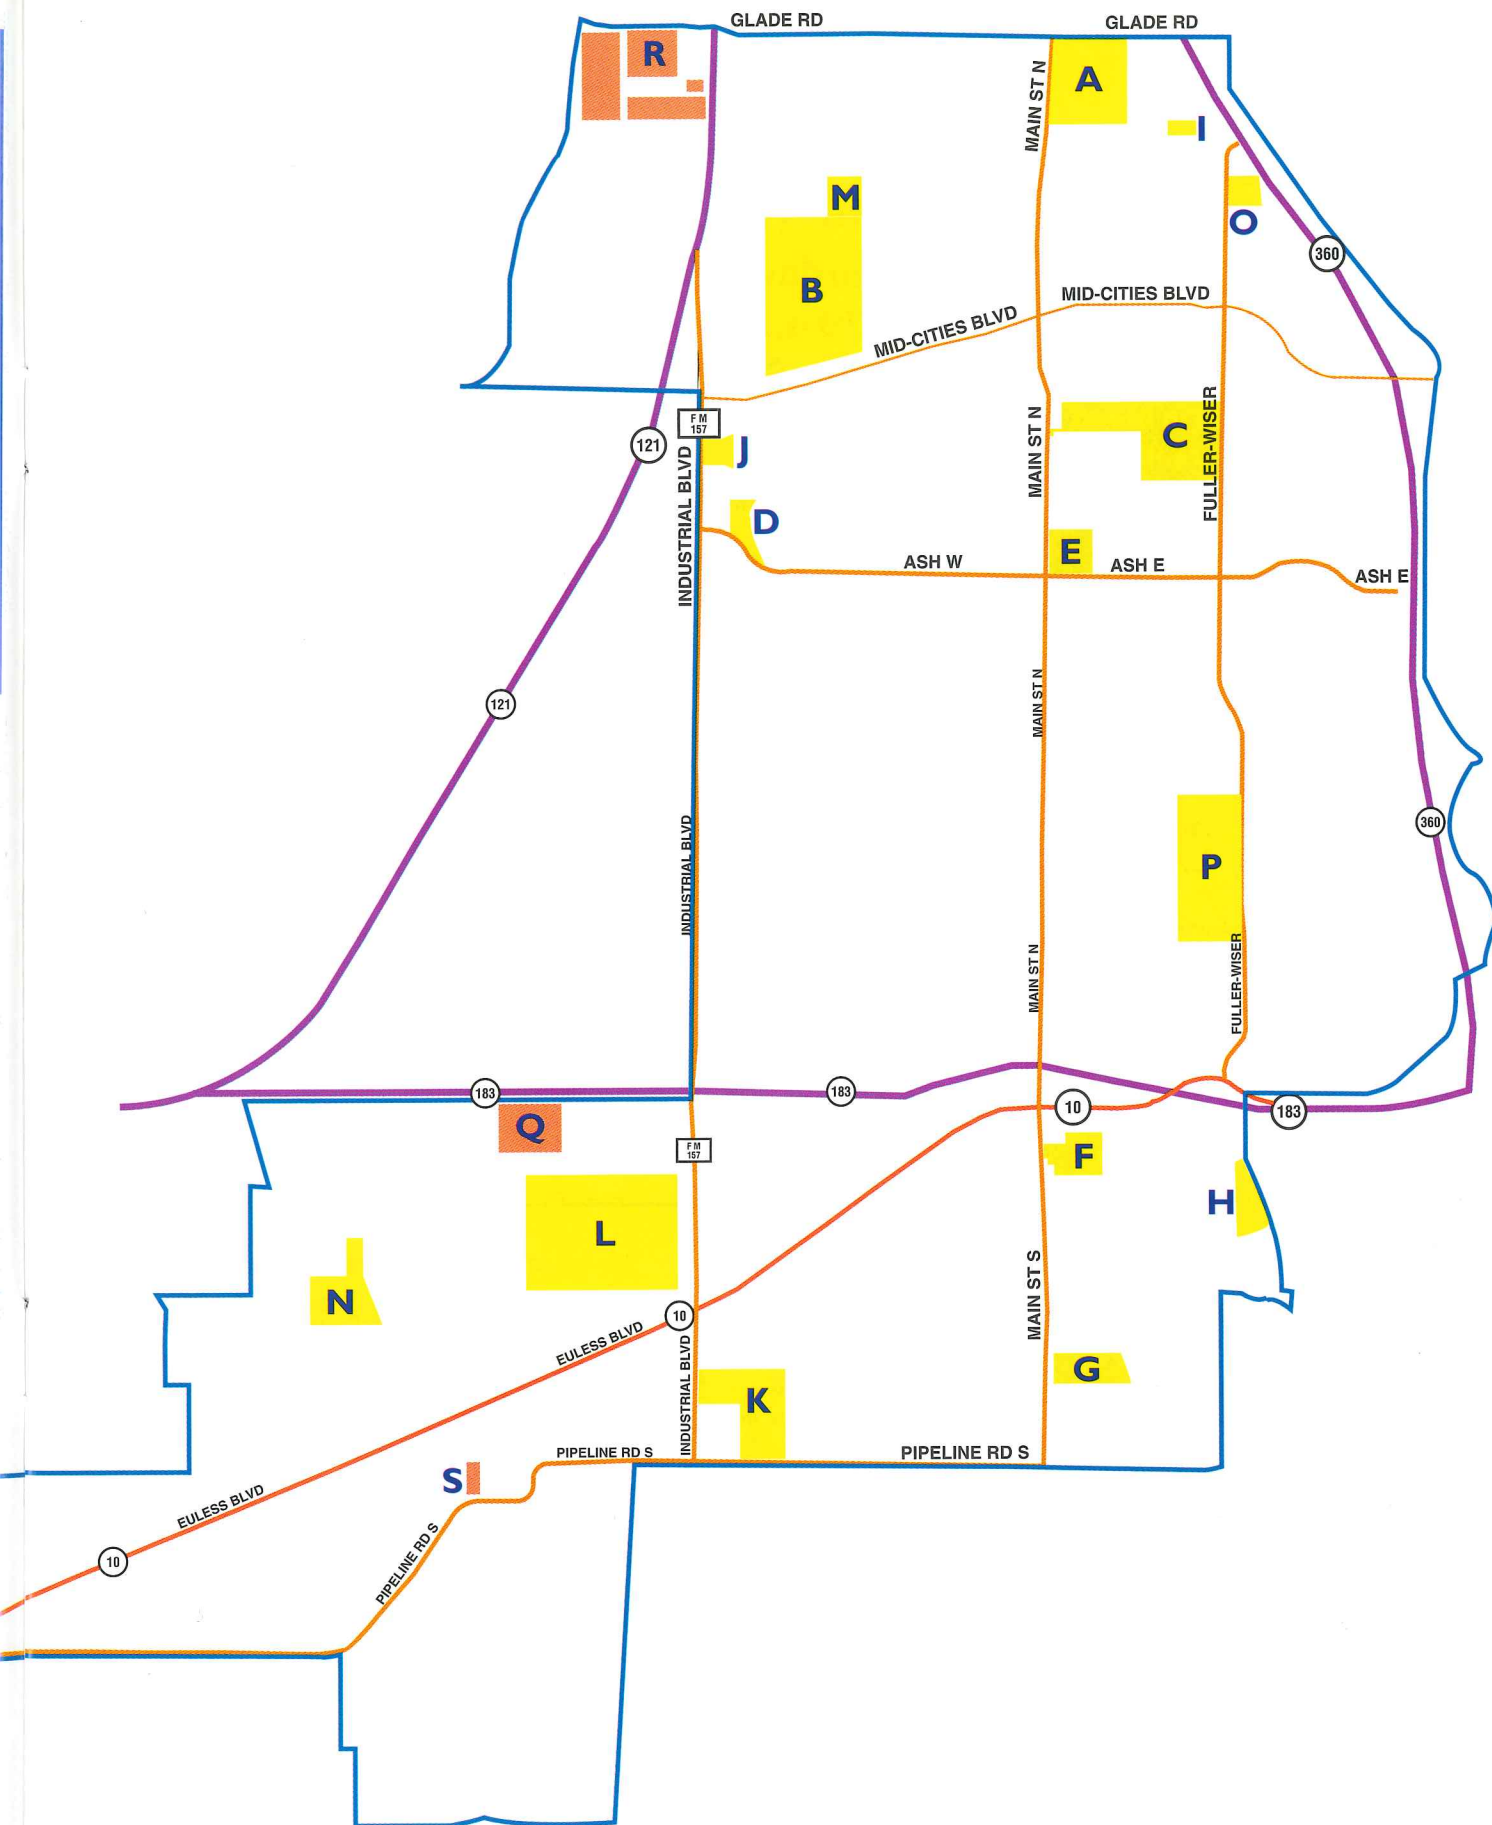 GLADE RD
GLADE RD
R
MAIN ST N
A
I
M
O
360
B
MID-CITIES BLVD
MID-CITIES BLVD
FULLER-WISER
C
F M
157
121
MAIN ST N
J
INDUSTRIAL BLVD
D
E
ASH W
ASH E
ASH E
121
MAIN ST N
INDUSTRIAL BLVD
360
P
MAIN ST N
FULLER-WISER
183
183
10
183
Q
F M
157
F
H
L
MAIN ST S
N
10
EULESS BLVD
INDUSTRIAL BLVD
G
K
PIPELINE RD S
PIPELINE RD S
S
EULESS BLVD
PIPELINE RD S
10